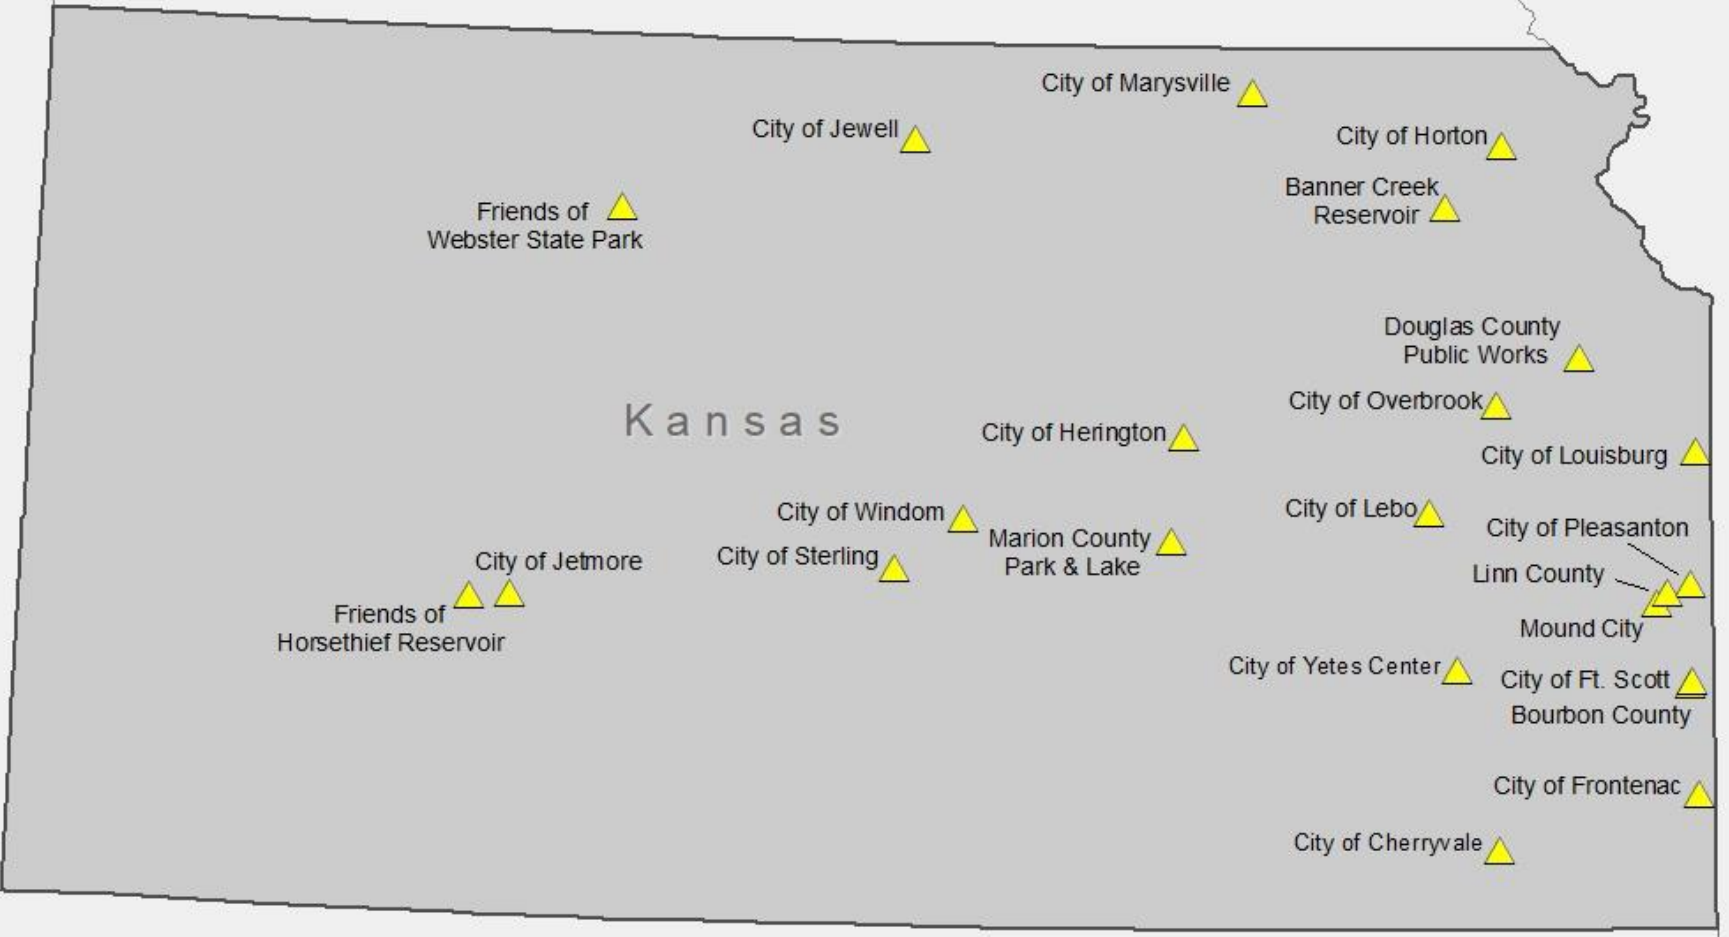 City of Marysville
City of Jewell
City of Horton
Banner Creek
Reservoir
Friends of
Webster State Park
Douglas County
Public Works
City of Overbrook
Kansas
City of Herington
City of Louisburg
City of Lebo
City of Windom
City of Pleasanton
Marion County
Park & Lake
City of Sterling
City of Jetmore
Linn County
Friends of
Horsethief Reservoir
Mound City
City of Yetes Center
City of Ft. Scott
Bourbon County
City of Frontenac
City of Cherryvale